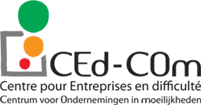 CEd-COm
Centre pour Entreprises en difficulté
Centrum voor Ondernemingen in moeilijkheden